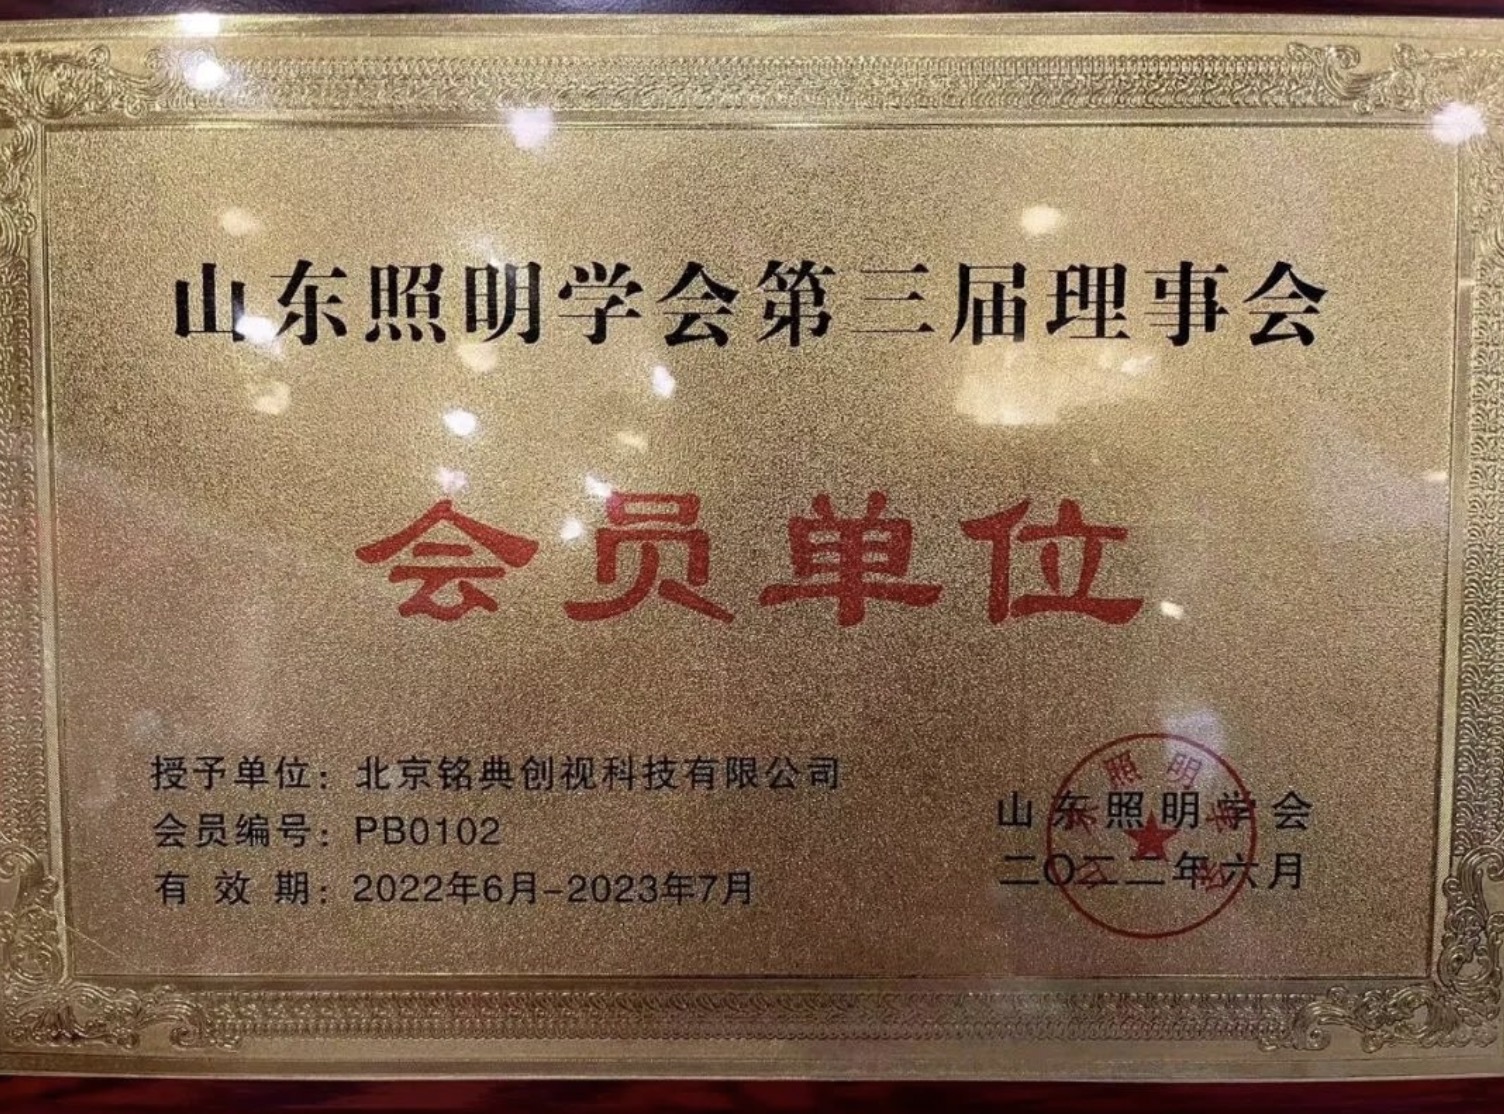 山东照明学会第三届理事会
会员单位
授予单位：北京铭典创视科技有限公司
会员编号：PB0102
有效期：2022年6月-2023年7月
山东照明学会
二〇二二年六月